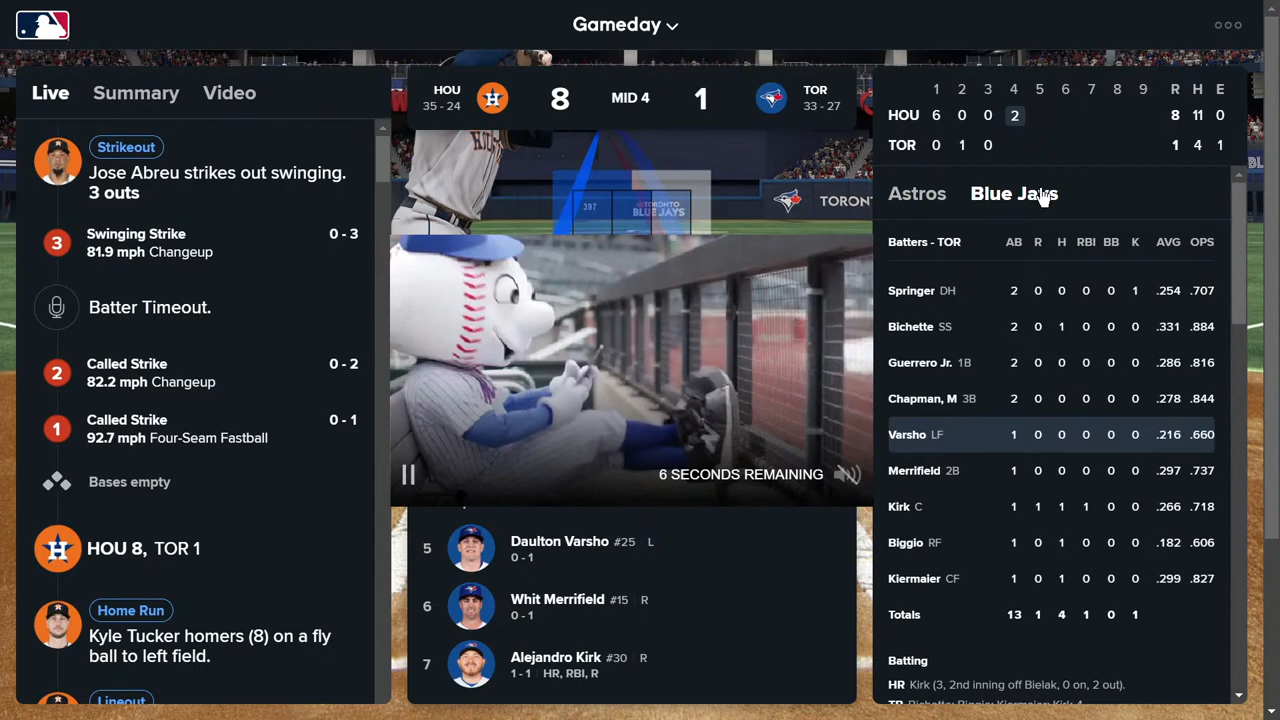 Gameday
Live Summary Video
HOU
35 - 24
8
MID 4
1
TOR
33 - 27
1 2 3 4 5 6 7 8 9 R H E
HOU 6 0 0 2 8 11 0
TOR 0 1 0 1 4 1
Strikeout
Jose Abreu strikes out swinging.
3 outs
3
Swinging Strike 0 - 3
81.9 mph Changeup
Batter Timeout.
2
Called Strike 0 - 2
82.2 mph Changeup
1
Called Strike 0 - 1
92.7 mph Four-Seam Fastball
Bases empty
HOU 8, TOR 1
Home Run
Kyle Tucker homers (8) on a fly
ball to left field.
Lineout
397
TORONTO
BLUE JAYS
TORON
6 SECONDS REMAINING
5 Daulton Varsho #25 L
0 - 1
6 Whit Merrifield #15 R
0 - 1
7 Alejandro Kirk #30 R
1 - 1 HR, RBI, R
Astros Blue Jays
Batters - TOR AB R H RBI BB K AVG OPS
Springer DH 2 0 0 0 0 1 .254 .707
Bichette SS 2 0 1 0 0 0 .331 .884
Guerrero Jr. 1B 2 0 0 0 0 0 .286 .816
Chapman, M 3B 2 0 0 0 0 0 .278 .844
Varsho LF 1 0 0 0 0 0 .216 .660
Merrifield 2B 1 0 0 0 0 0 .297 .737
Kirk C 1 1 1 1 0 0 .266 .718
Biggio RF 1 0 1 0 0 0 .182 .606
Kiermaier CF 1 0 1 0 0 0 .299 .827
Totals 13 1 4 1 0 1
Batting
HR Kirk (3, 2nd inning off Bielak, 0 on, 2 out).
TB Bichette; Biggio; Kiermaier; Kirk 4.